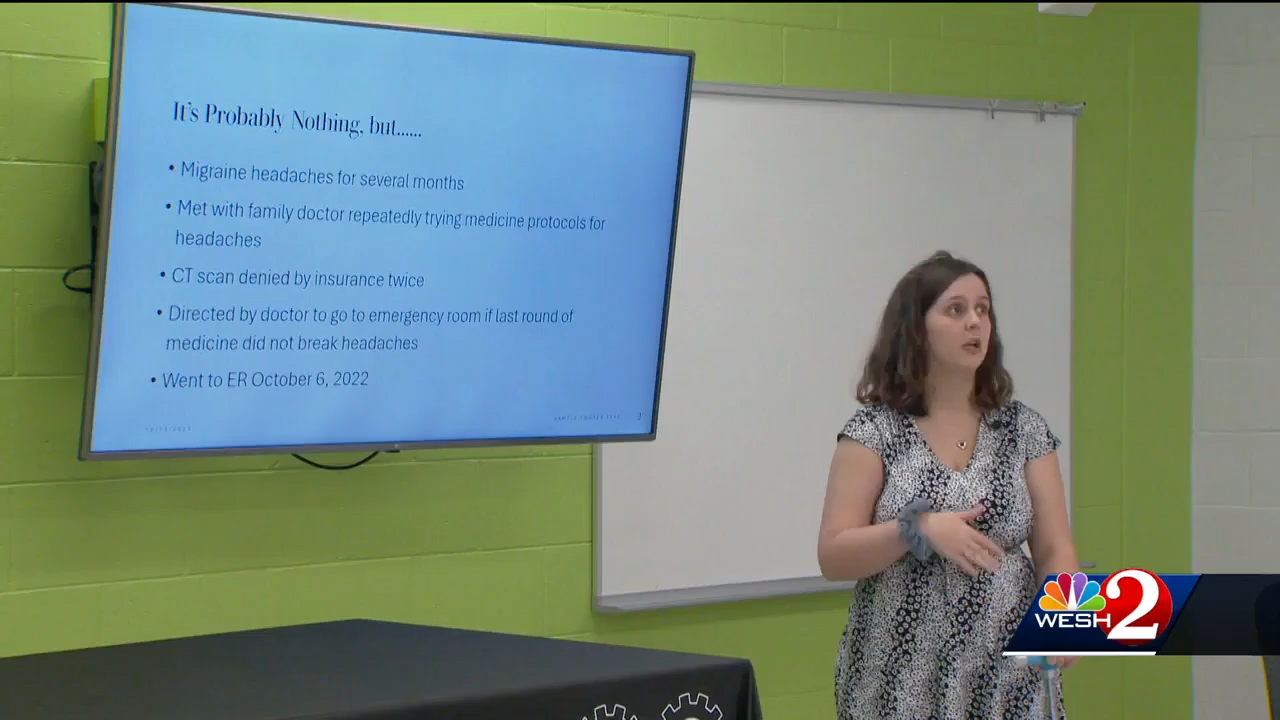 It's Probably Nothing, but......
• Migraine headaches for several months
• Met with family doctor repeatedly trying medicine protocols for
headaches
• CT scan denied by insurance twice
• Directed by doctor to go to emergency room if last round of
medicine did not break headaches
• Went to ER October 6, 2022
2
WESH 2